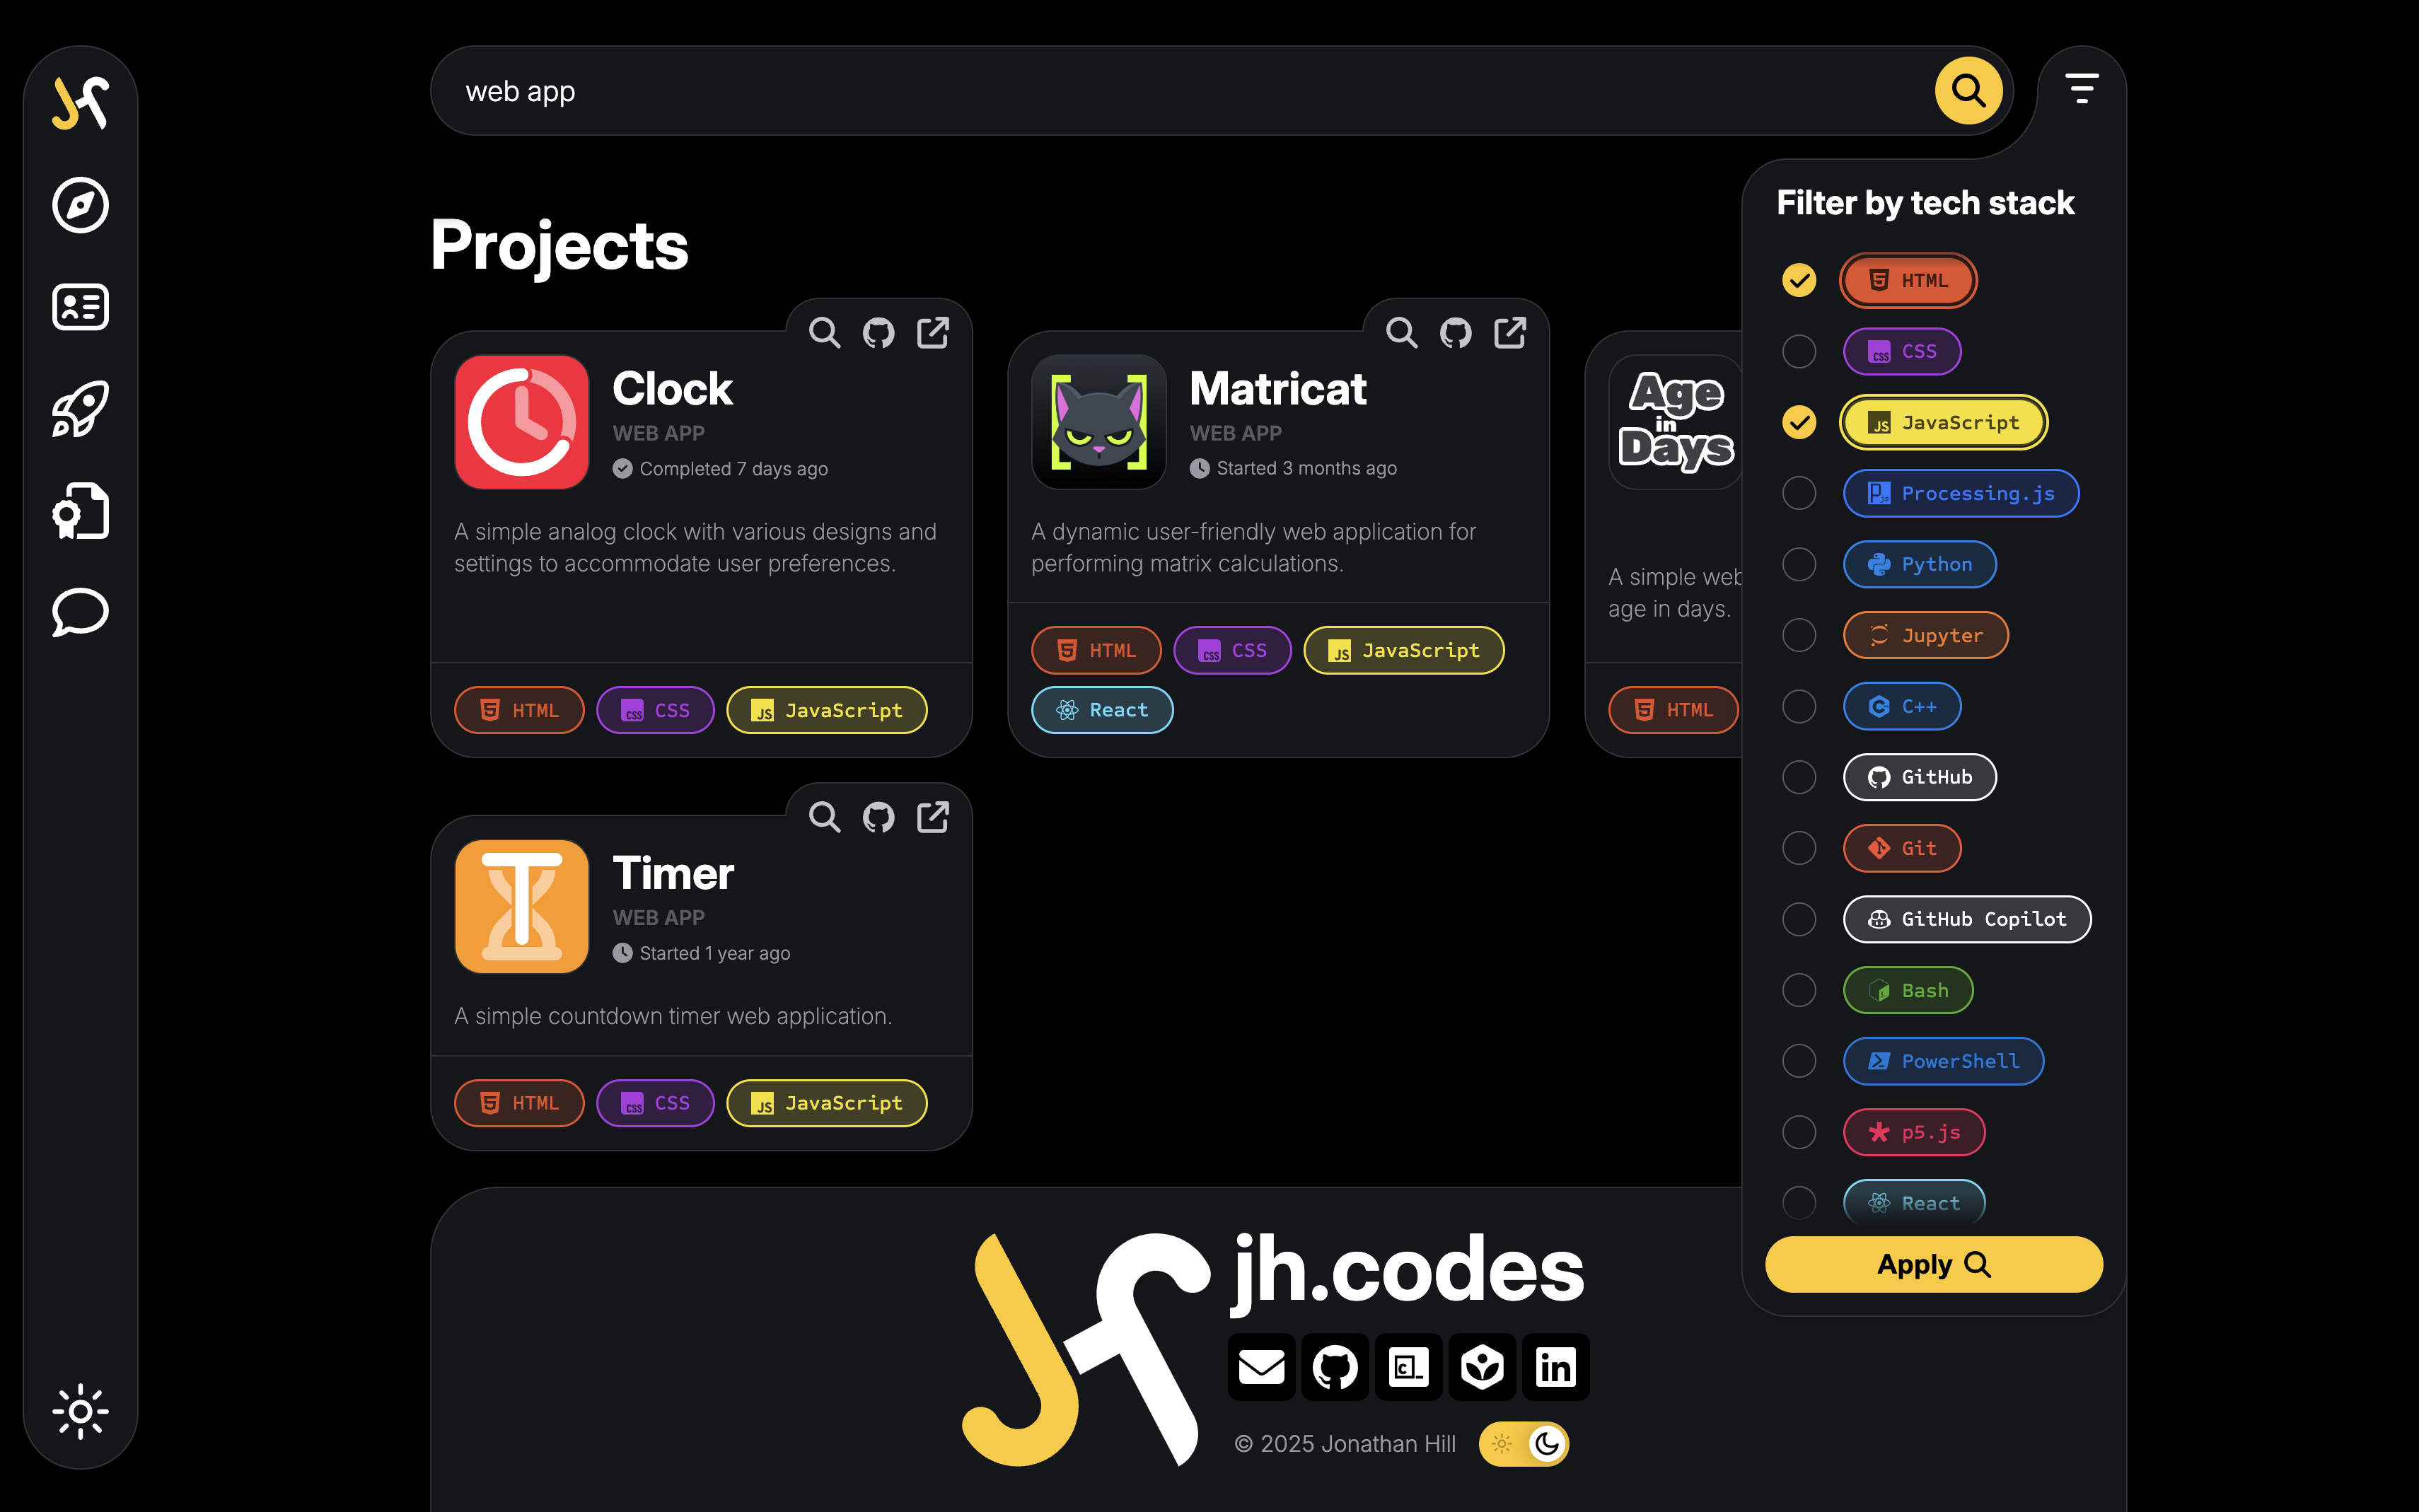 web app
Projects
Clock
WEB APP
Completed 7 days ago
A simple analog clock with various designs and
settings to accommodate user preferences.
HTML
CSS
JavaScript
Matricat
WEB APP
Started 3 months ago
A dynamic user-friendly web application for
performing matrix calculations.
HTML
CSS
JavaScript
React
Age
in
Days
A simple web
age in days.
HTML
Timer
WEB APP
Started 1 year ago
A simple countdown timer web application.
HTML
CSS
JavaScript
Filter by tech stack
HTML
CSS
JavaScript
Processing.js
Python
Jupyter
C++
GitHub
Git
GitHub Copilot
Bash
PowerShell
p5.js
React
Apply
jh.codes
© 2025 Jonathan Hill